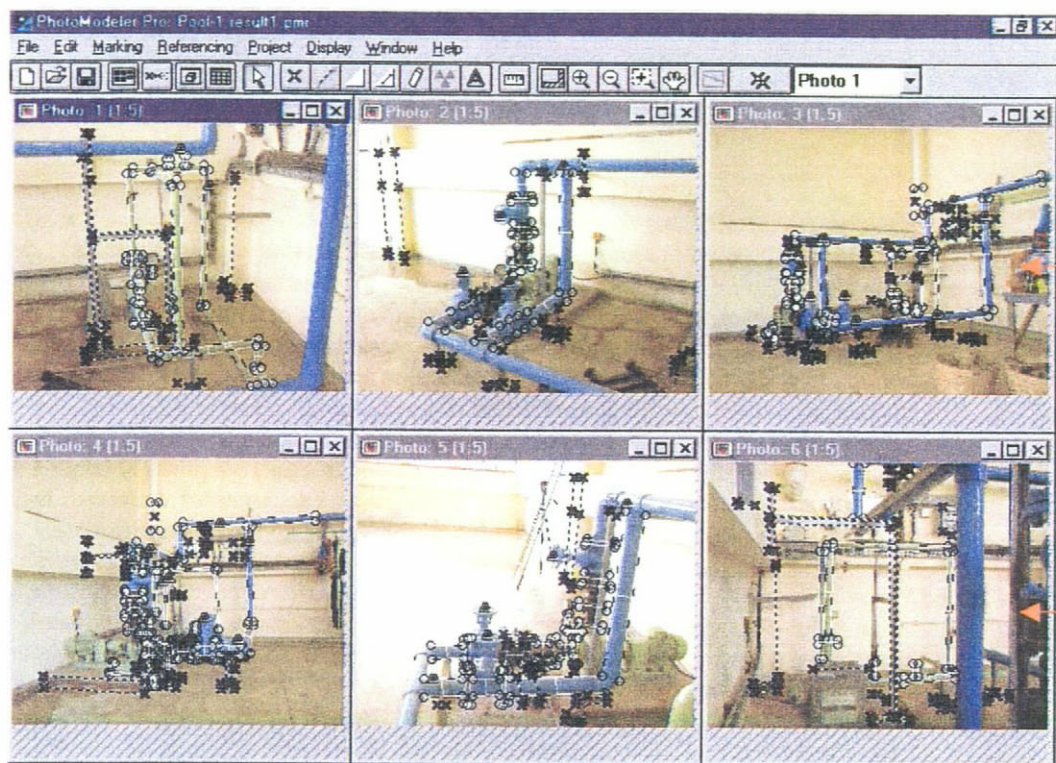 PhotoModeler Pro: Pool-1 result1.pmr
File Edit Marking Referencing Project Display Window Help
Photo 1
Photo: 1 (1:5)
Photo: 2 (1:5)
Photo: 3 (1:5)
Photo: 4 (1:5)
Photo: 5 (1:5)
Photo: 6 (1:5)